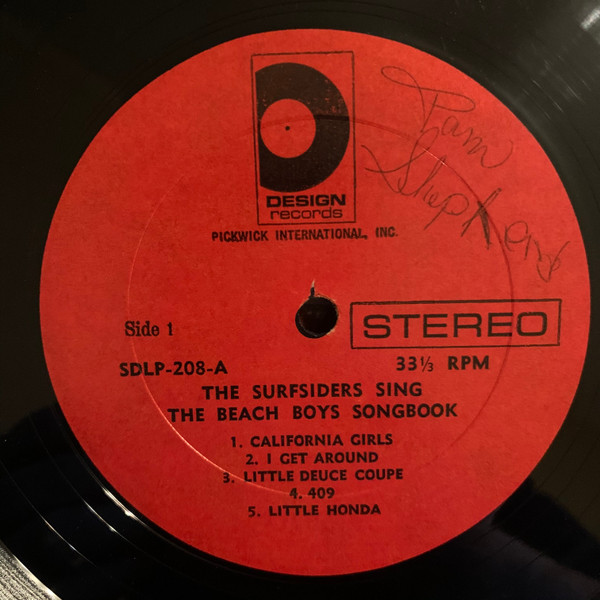 Pam
Shephard
DESIGN
records
PICKWICK INTERNATIONAL, INC.
Side 1
STEREO
SDLP-208-A
33⅓ RPM
THE SURFSIDERS SING
THE BEACH BOYS SONGBOOK
1. CALIFORNIA GIRLS
2. I GET AROUND
3. LITTLE DEUCE COUPE
4. 409
5. LITTLE HONDA